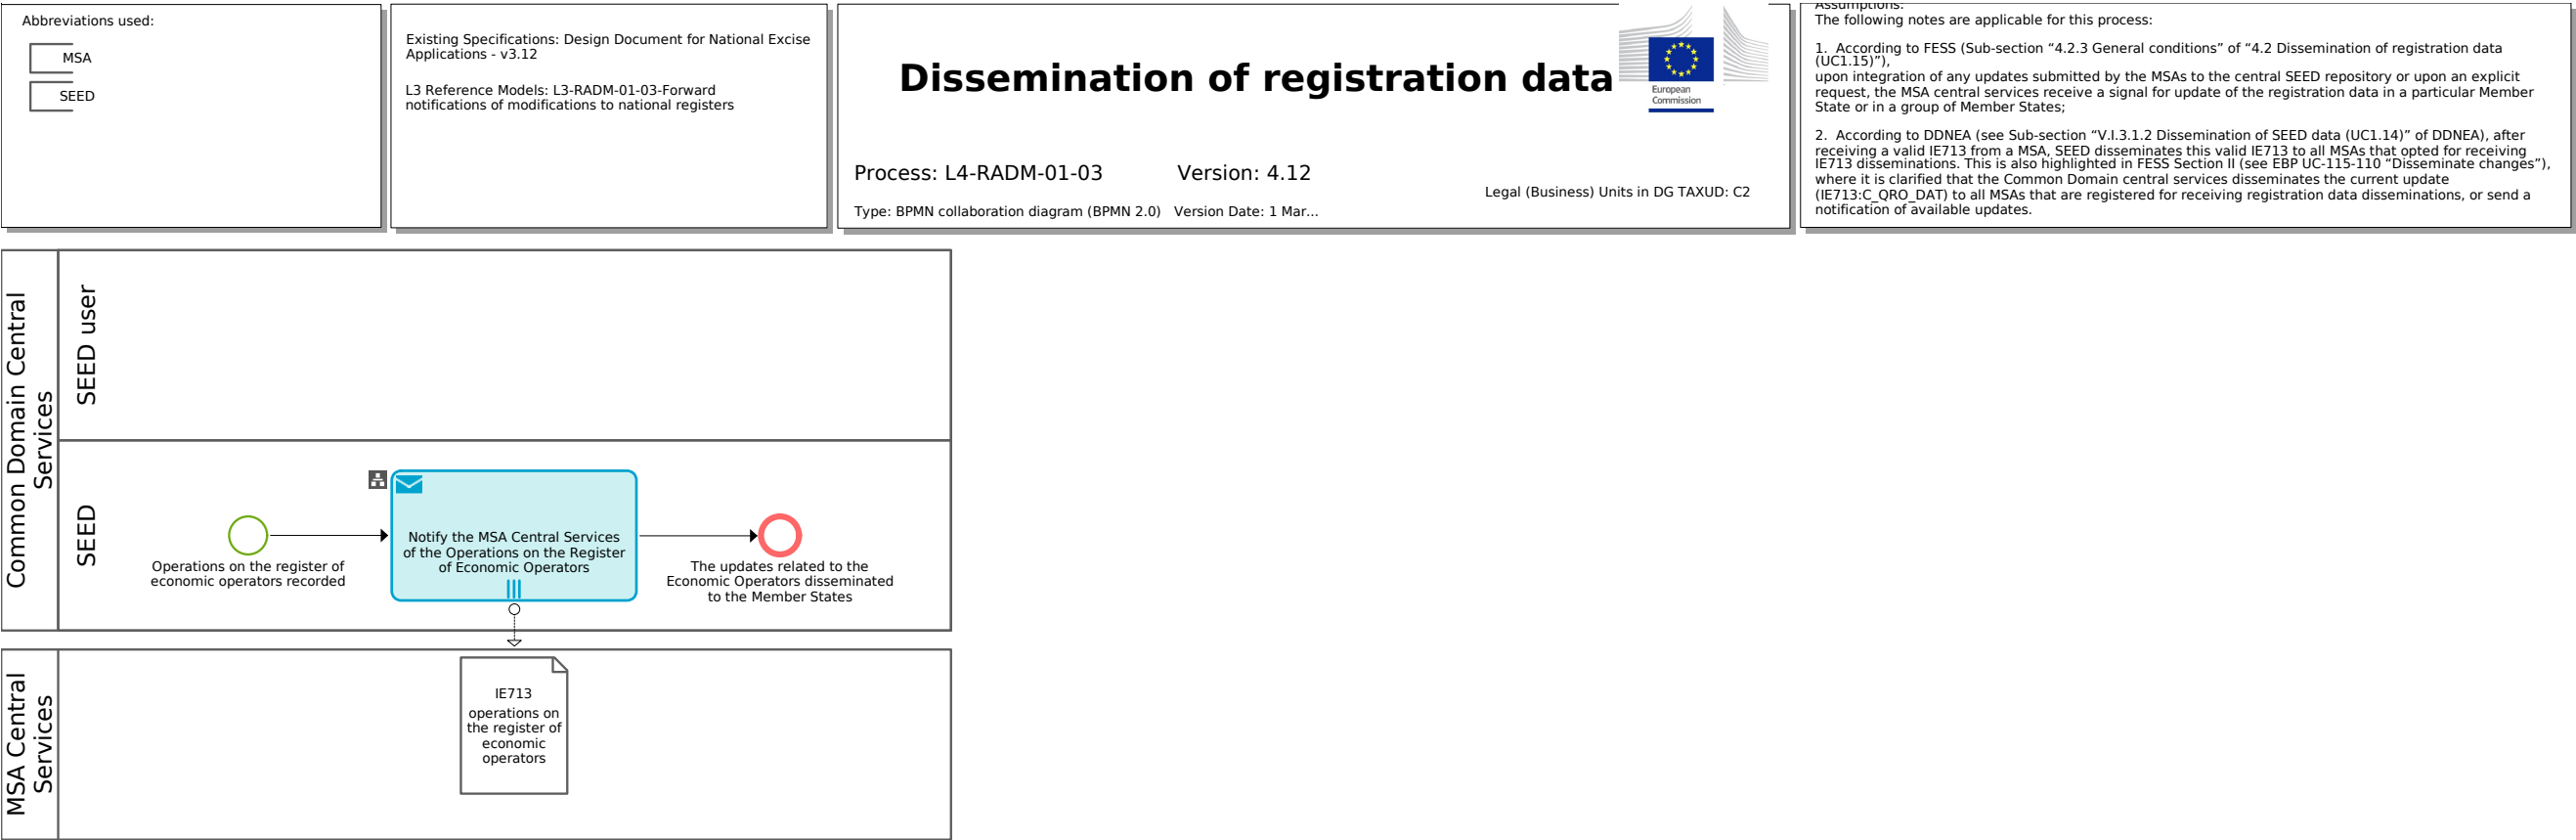 Abbreviations used:
MSA
SEED
Existing Specifications: Design Document for National Excise
Applications - v3.12
L3 Reference Models: L3-RADM-01-03-Forward
notifications of modifications to national registers
Dissemination of registration data
European
Commission
Process: L4-RADM-01-03
Version: 4.12
Legal (Business) Units in DG TAXUD: C2
Type: BPMN collaboration diagram (BPMN 2.0)
Version Date: 1 Mar...
Assumptions:
The following notes are applicable for this process:
1.  According to FESS (Sub-section “4.2.3 General conditions” of “4.2 Dissemination of registration data
(UC1.15)”),
upon integration of any updates submitted by the MSAs to the central SEED repository or upon an explicit
request, the MSA central services receive a signal for update of the registration data in a particular Member
State or in a group of Member States;
2.  According to DDNEA (see Sub-section “V.I.3.1.2 Dissemination of SEED data (UC1.14)” of DDNEA), after
receiving a valid IE713 from a MSA, SEED disseminates this valid IE713 to all MSAs that opted for receiving
IE713 disseminations. This is also highlighted in FESS Section II (see EBP UC-115-110 “Disseminate changes”),
where it is clarified that the Common Domain central services disseminates the current update
(IE713:C_QRO_DAT) to all MSAs that are registered for receiving registration data disseminations, or send a
notification of available updates.
Common Domain Central
Services
SEED user
SEED
Operations on the register of
economic operators recorded
Notify the MSA Central Services
of the Operations on the Register
of Economic Operators
The updates related to the
Economic Operators disseminated
to the Member States
MSA Central
Services
IE713
operations on
the register of
economic
operators